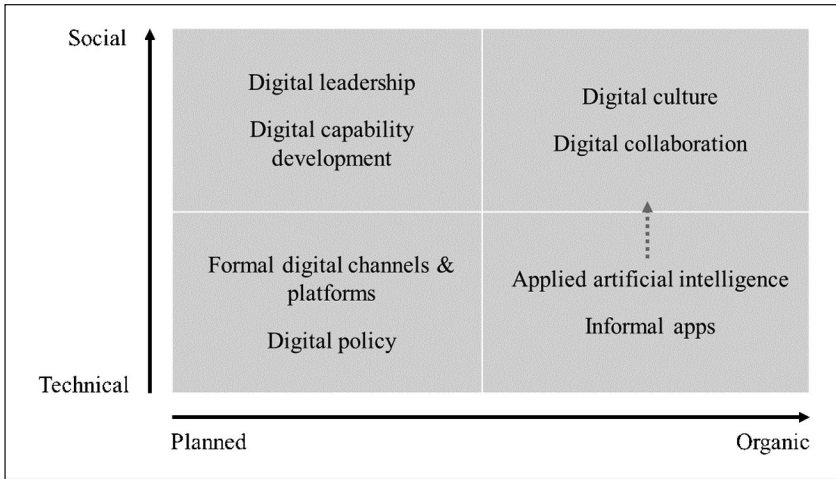 Social
Digital leadership
Digital capability
development
Digital culture
Digital collaboration
Formal digital channels &
platforms
Digital policy
Applied artificial intelligence
Informal apps
Technical
Planned
Organic